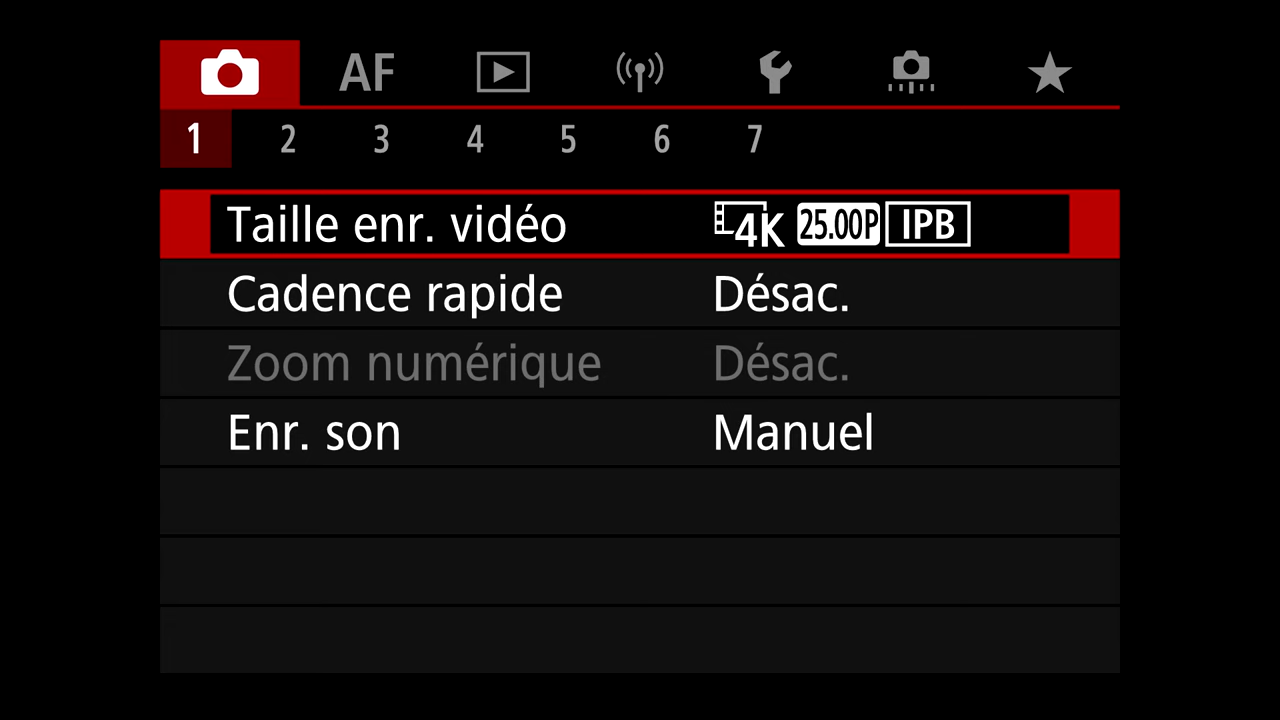 AF
1 2 3 4 5 6 7
Taille enr. vidéo 4K 25.00P IPB
Cadence rapide Désac.
Zoom numérique Désac.
Enr. son Manuel